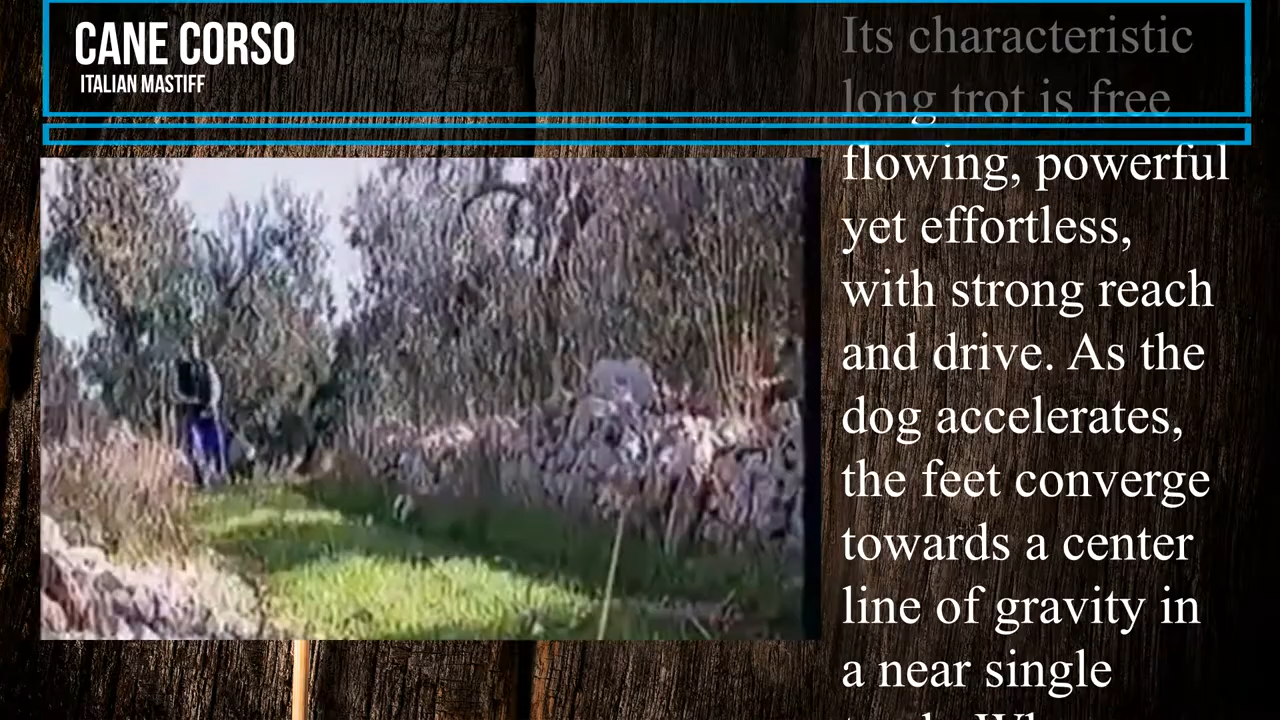 CANE CORSO
ITALIAN MASTIFF
Its characteristic
long trot is free
flowing, powerful
yet effortless,
with strong reach
and drive. As the
dog accelerates,
the feet converge
towards a center
line of gravity in
a near single